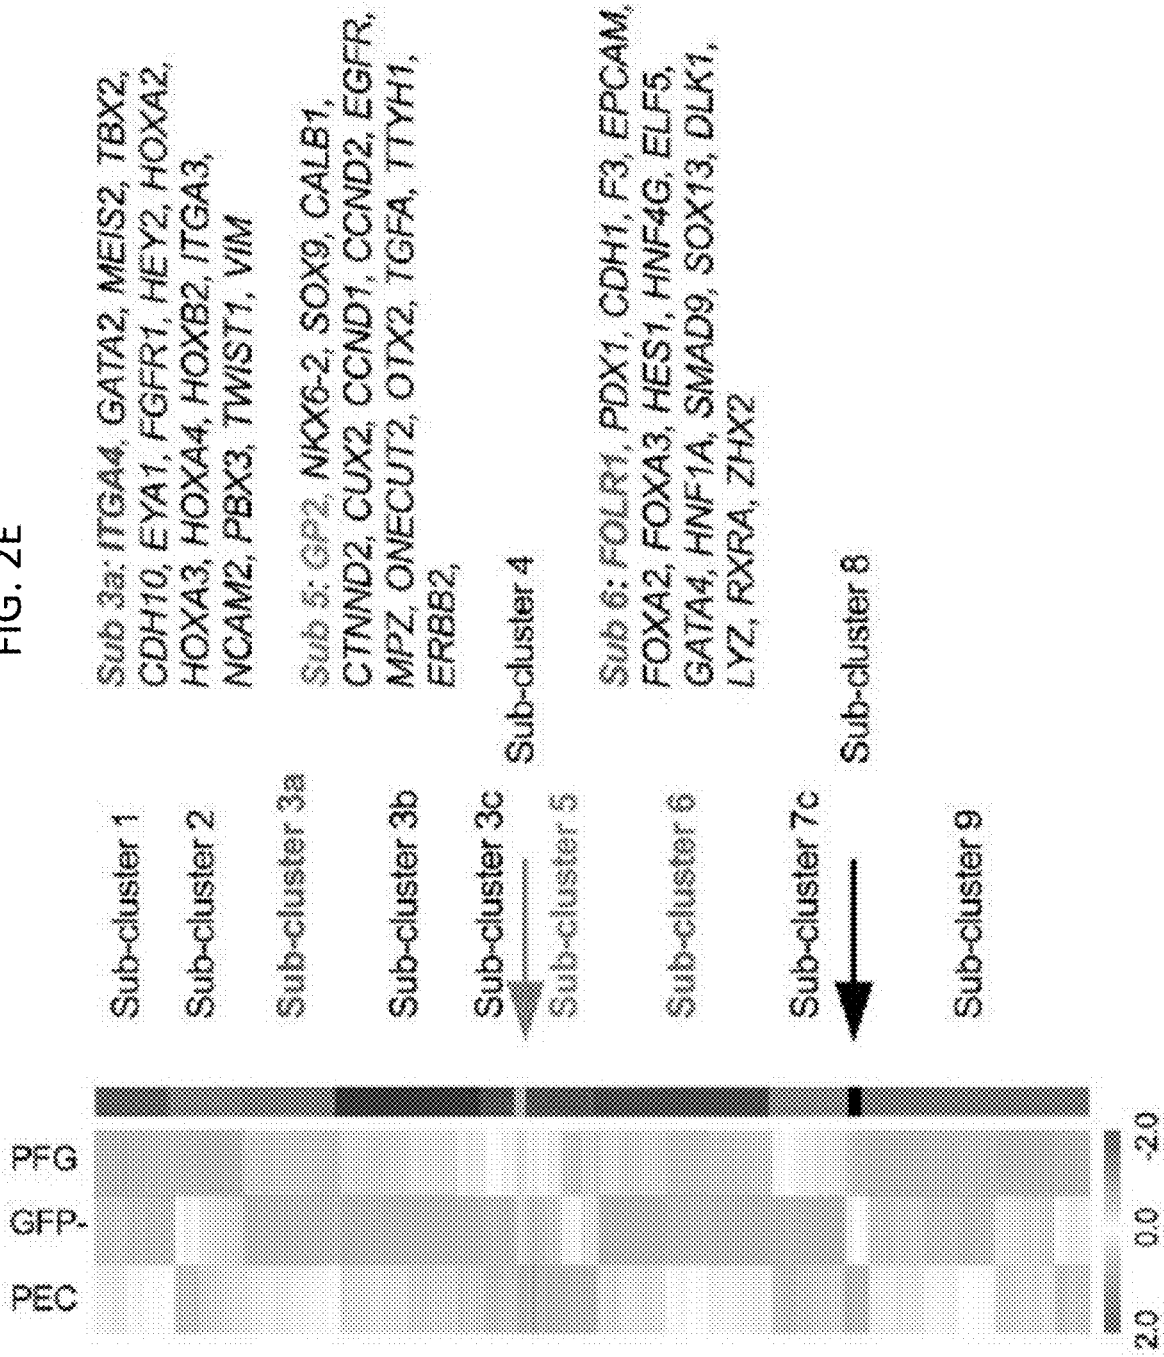 FIG. 2E
PFG
GFP-
PEC
Sub-cluster 1
Sub-cluster 2
Sub-cluster 3a
Sub-cluster 3b
Sub-cluster 3c
Sub-cluster 4
Sub-cluster 5
Sub-cluster 6
Sub-cluster 7c
Sub-cluster 8
Sub-cluster 9
Sub 3a: ITGA4, GATA2, MEIS2, TBX2,
CDH10, EYA1, FGFR1, HEY2, HOXA2,
HOXA3, HOXA4, HOXB2, ITGA3,
NCAM2, PBX3, TWIST1, VIM
Sub 5: GP2, NKX6-2, SOX9, CALB1,
CTNND2, CUX2, CCND1, CCND2, EGFR,
MPZ, ONECUT2, OTX2, TGFA, TTYH1,
ERBB2,
Sub 6: FOLR1, PDX1, CDH1, F3, EPCAM,
FOXA2, FOXA3, HES1, HNF4G, ELF5,
GATA4, HNF1A, SMAD9, SOX13, DLK1,
LYZ, RXRA, ZHX2
2.0
0.0
-2.0